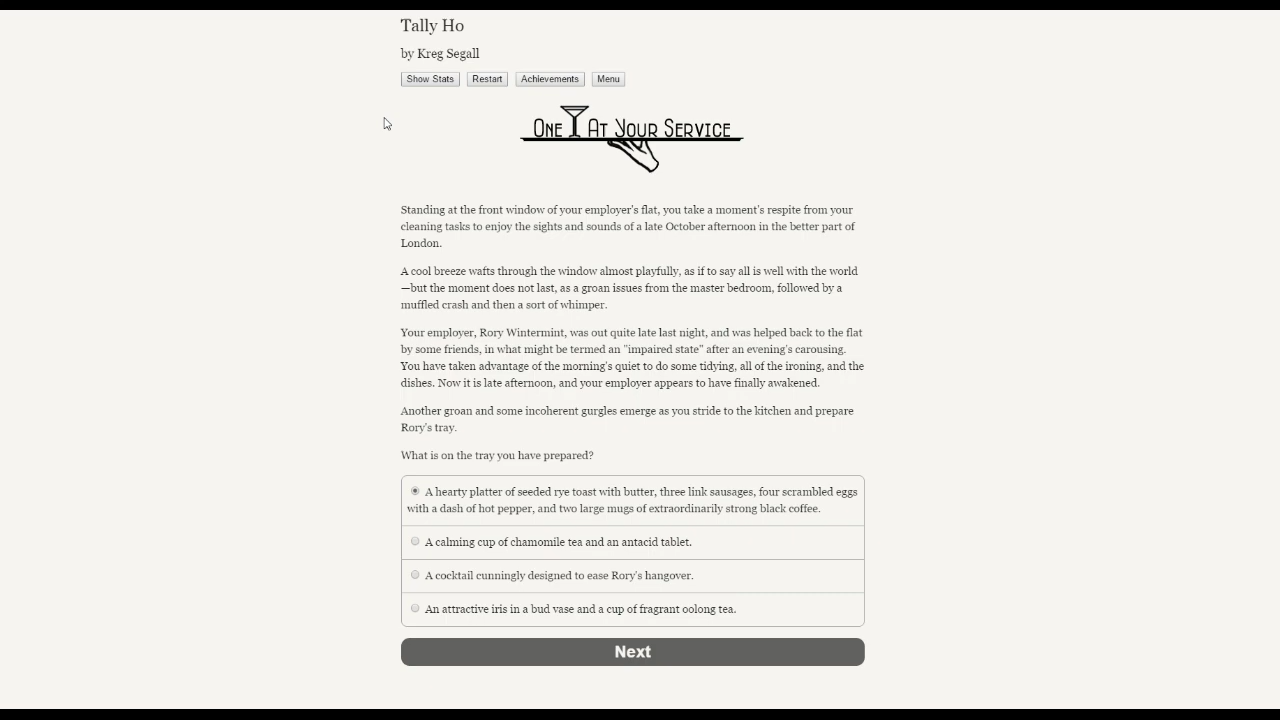 Tally Ho
by Kreg Segall
Show Stats Restart Achievements Menu
One At Your Service
Standing at the front window of your employer's flat, you take a moment's respite from your
cleaning tasks to enjoy the sights and sounds of a late October afternoon in the better part of
London.
A cool breeze wafts through the window almost playfully, as if to say all is well with the world
—but the moment does not last, as a groan issues from the master bedroom, followed by a
muffled crash and then a sort of whimper.
Your employer, Rory Wintermint, was out quite late last night, and was helped back to the flat
by some friends, in what might be termed an "impaired state" after an evening's carousing.
You have taken advantage of the morning's quiet to do some tidying, all of the ironing, and the
dishes. Now it is late afternoon, and your employer appears to have finally awakened.
Another groan and some incoherent gurgles emerge as you stride to the kitchen and prepare
Rory's tray.
What is on the tray you have prepared?
A hearty platter of seeded rye toast with butter, three link sausages, four scrambled eggs
with a dash of hot pepper, and two large mugs of extraordinarily strong black coffee.
A calming cup of chamomile tea and an antacid tablet.
A cocktail cunningly designed to ease Rory's hangover.
An attractive iris in a bud vase and a cup of fragrant oolong tea.
Next